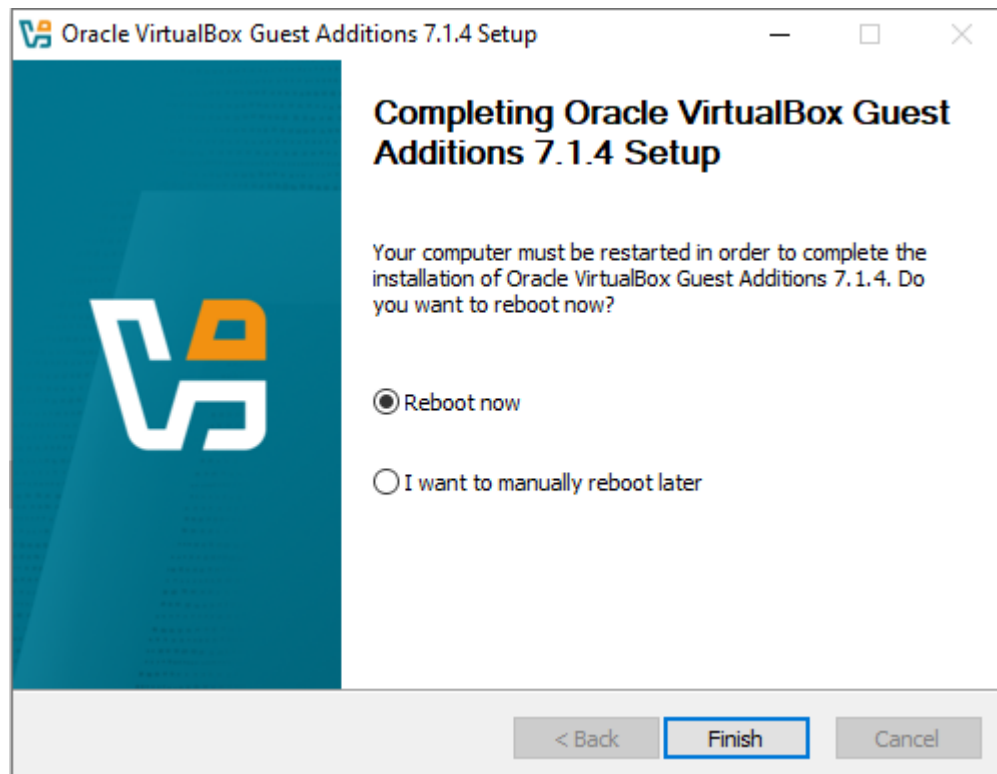 Oracle VirtualBox Guest Additions 7.1.4 Setup
Completing Oracle VirtualBox Guest
Additions 7.1.4 Setup
Your computer must be restarted in order to complete the
installation of Oracle VirtualBox Guest Additions 7.1.4. Do
you want to reboot now?
Reboot now
I want to manually reboot later
< Back Finish Cancel